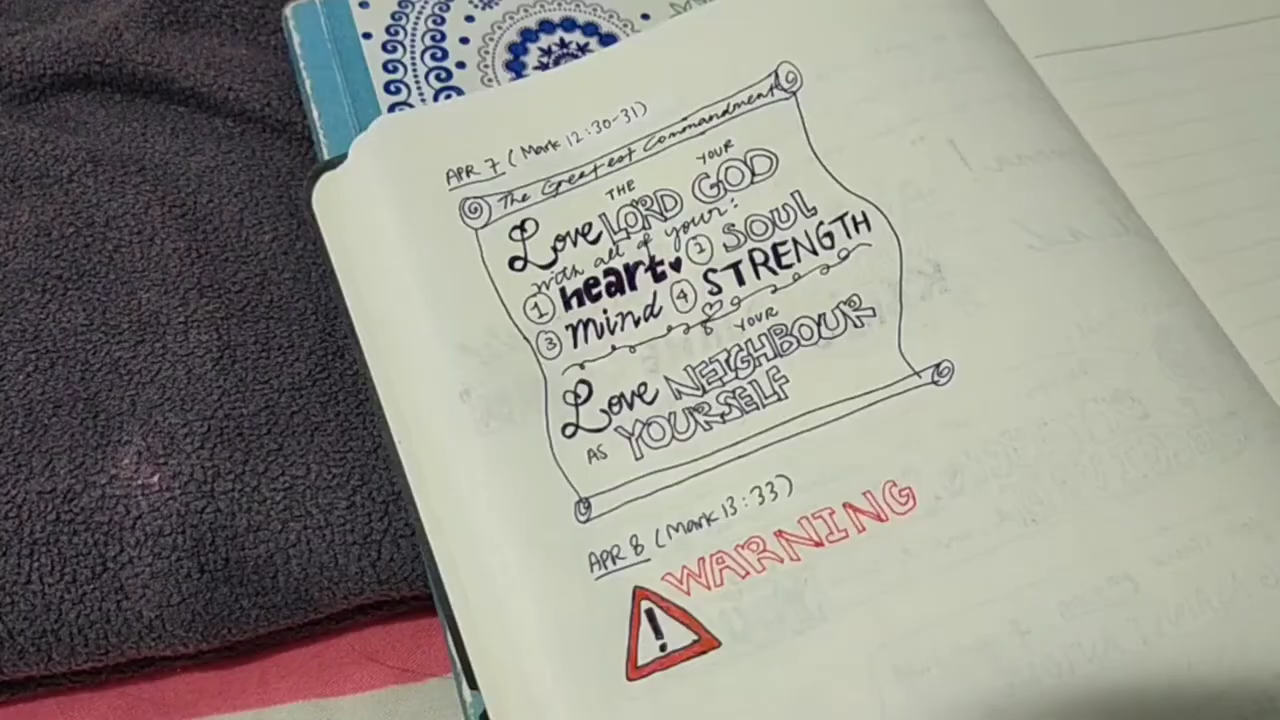 APR 7 (Mark 12:30-31)
The Greatest Commandment
Love THE LORD YOUR GOD
with all of your:
① heart ② SOUL
③ mind ④ STRENGTH
Love YOUR NEIGHBOUR
AS YOURSELF
APR 8 (Mark 13:33)
WARNING
!